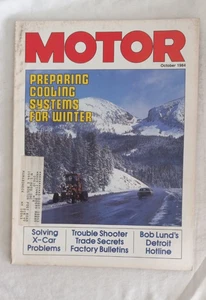 MOTOR
October 1984
PREPARING
COOLING
SYSTEMS
FOR WINTER
Solving
X-Car
Problems
Trouble Shooter
Trade Secrets
Factory Bulletins
Bob Lund's
Detroit
Hotline